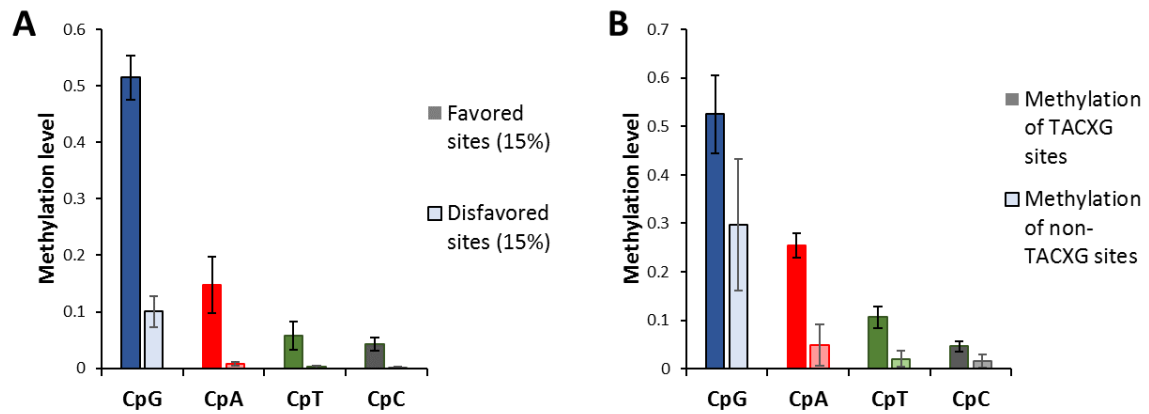 A
Methylation level
0.6
0.5
0.4
0.3
0.2
0.1
0
CpG CpA CpT CpC
Favored
sites (15%)
Disfavored
sites (15%)
B
Methylation level
0.7
0.6
0.5
0.4
0.3
0.2
0.1
0
CpG CpA CpT CpC
Methylation
of TACXG
sites
Methylation
of non-
TACXG sites